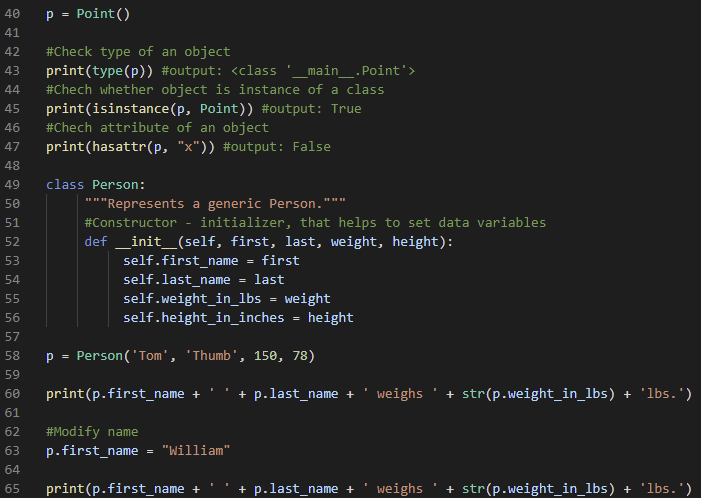 40 p = Point()
41
42 #Check type of an object
43 print(type(p)) #output: <class '__main__.Point'>
44 #Chech whether object is instance of a class
45 print(isinstance(p, Point)) #output: True
46 #Chech attribute of an object
47 print(hasattr(p, "x")) #output: False
48
49 class Person:
50     """Represents a generic Person."""
51     #Constructor - initializer, that helps to set data variables
52     def __init__(self, first, last, weight, height):
53         self.first_name = first
54         self.last_name = last
55         self.weight_in_lbs = weight
56         self.height_in_inches = height
57
58 p = Person('Tom', 'Thumb', 150, 78)
59
60 print(p.first_name + ' ' + p.last_name + ' weighs ' + str(p.weight_in_lbs) + 'lbs.')
61
62 #Modify name
63 p.first_name = "William"
64
65 print(p.first_name + ' ' + p.last_name + ' weighs ' + str(p.weight_in_lbs) + 'lbs.')